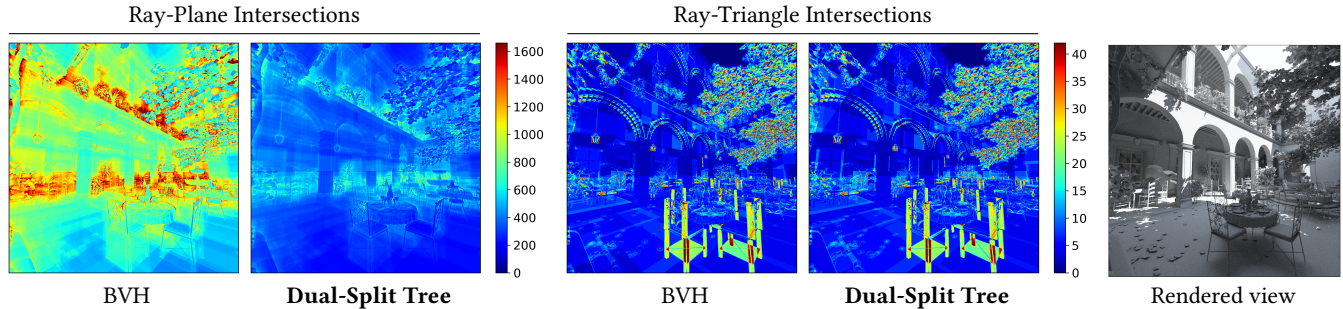 Ray-Plane Intersections
Ray-Triangle Intersections
1600
1400
1200
1000
800
600
400
200
0
40
35
30
25
20
15
10
5
0
BVH
Dual-Split Tree
BVH
Dual-Split Tree
Rendered view